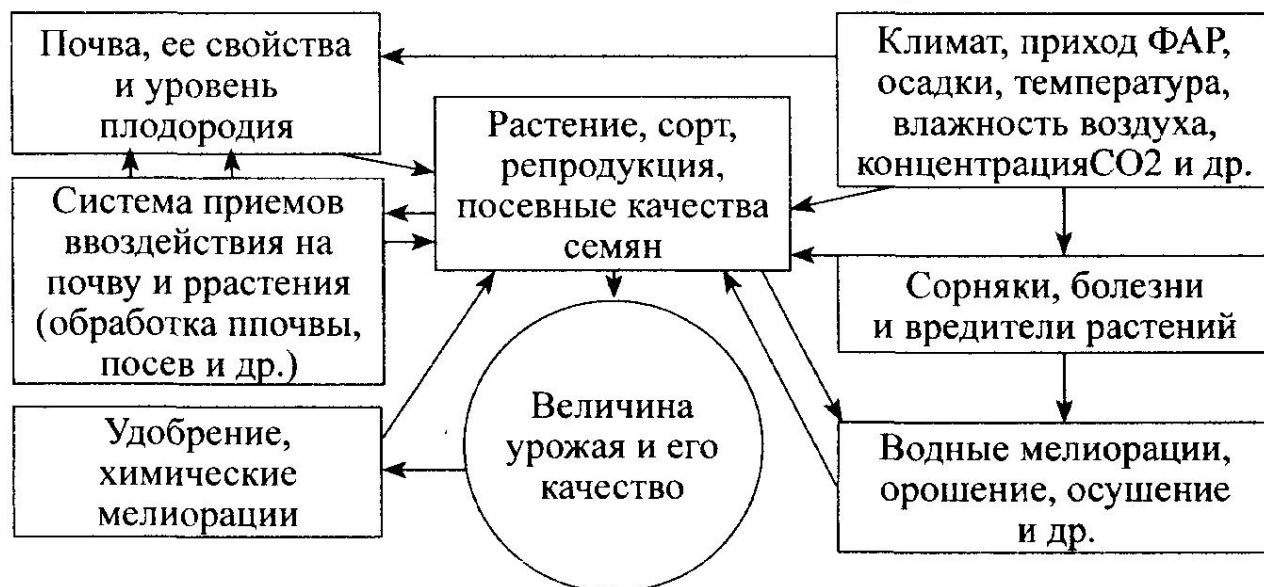 Почва, ее свойства
и уровень
плодородия
Климат, приход ФАР,
осадки, температура,
влажность воздуха,
концентрацияСО2 и др.
Растение, сорт,
репродукция,
посевные качества
семян
Система приемов
ввоздействия на
почву и ррастения
(обработка ппочвы,
посев и др.)
Сорняки, болезни
и вредители растений
Удобрение,
химические
мелиорации
Величина
урожая и его
качество
Водные мелиорации,
орошение, осушение
и др.